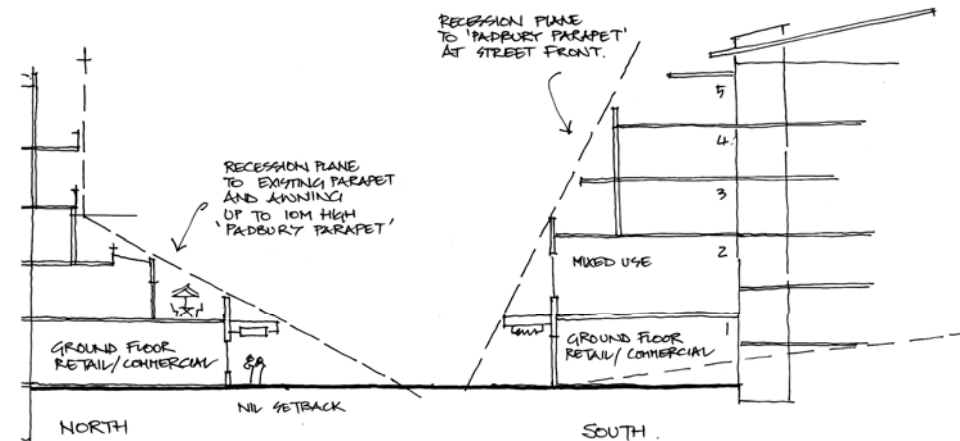 RECESSION PLANE
TO 'PADBURY PARAPET'
AT STREET FRONT.
RECESSION PLANE
TO EXISTING PARAPET
AND AWNING
UP TO 10M HIGH
'PADBURY PARAPET'
5
4
3
2
1
MIXED USE
GROUND FLOOR
RETAIL/COMMERCIAL
GROUND FLOOR
RETAIL/COMMERCIAL
NIL SETBACK
NORTH
SOUTH.